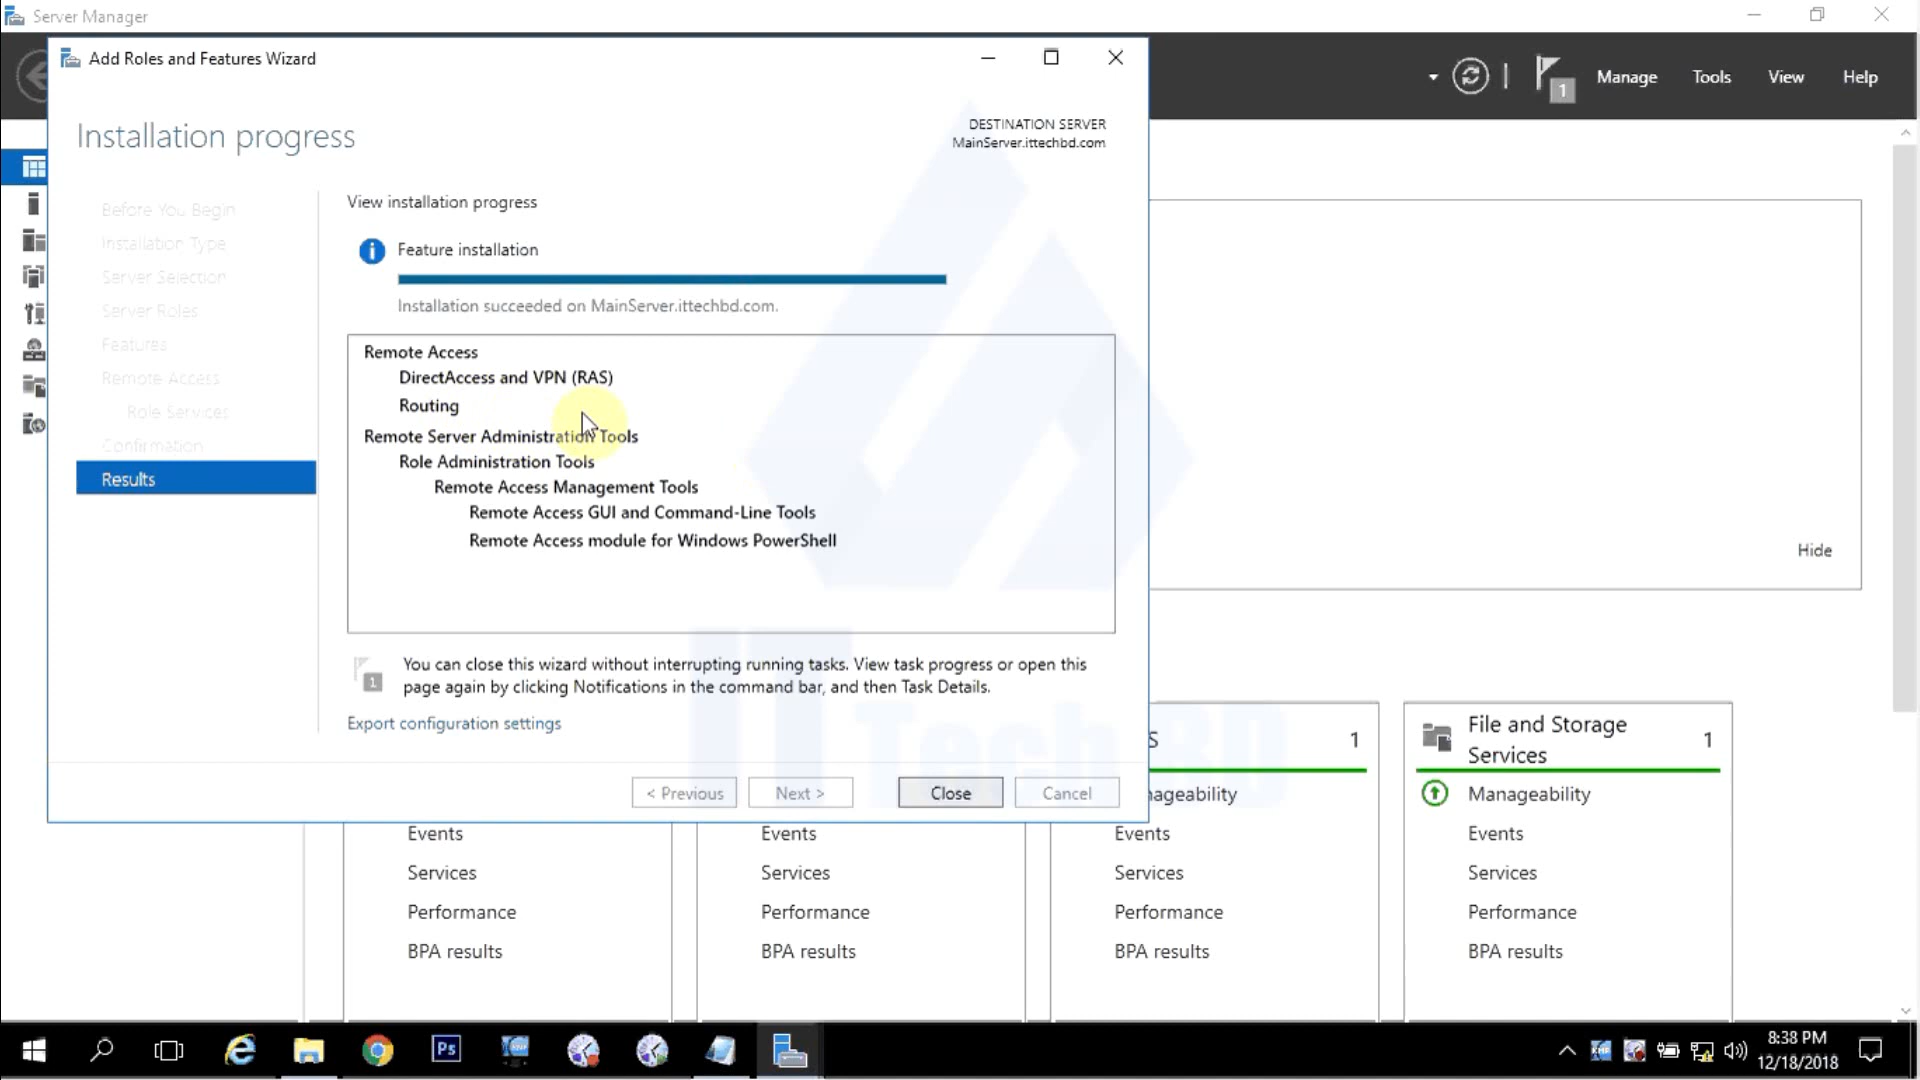 Server Manager
Add Roles and Features Wizard
1
Manage
Tools
View
Help
Installation progress
DESTINATION SERVER
MainServer.ittechbd.com
Before You Begin
Installation Type
Server Selection
Server Roles
Features
Remote Access
Role Services
Confirmation
Results
View installation progress
Feature installation
Installation succeeded on MainServer.ittechbd.com.
Remote Access
DirectAccess and VPN (RAS)
Routing
Remote Server Administration Tools
Role Administration Tools
Remote Access Management Tools
Remote Access GUI and Command-Line Tools
Remote Access module for Windows PowerShell
1
You can close this wizard without interrupting running tasks. View task progress or open this
page again by clicking Notifications in the command bar, and then Task Details.
Export configuration settings
< Previous
Next >
Close
Cancel
Hide
IT Tech BD
S
1
File and Storage
Services
1
nageability
Manageability
Events
Services
Performance
BPA results
Events
Services
Performance
BPA results
Events
Services
Performance
BPA results
Events
Services
Performance
BPA results
Ps
8:38 PM
12/18/2018